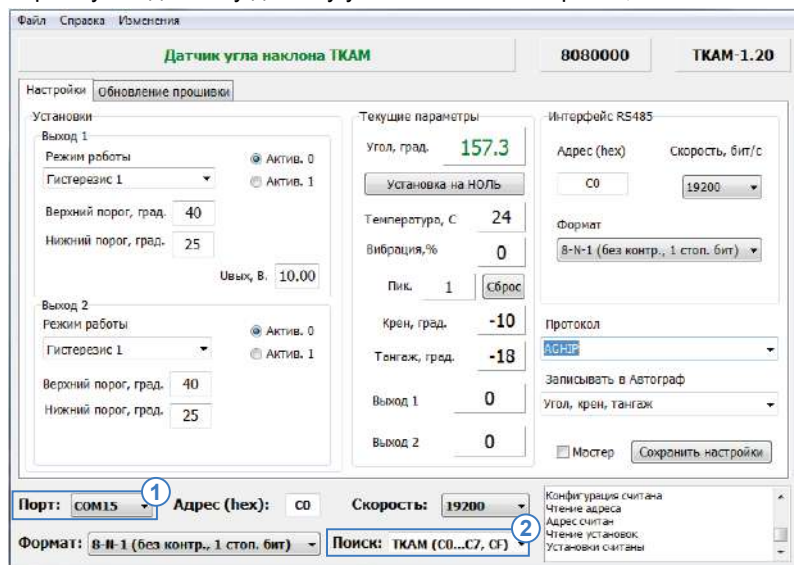 Файл Справка Изменения
Датчик угла наклона ТКАМ
8080000
ТКАМ-1.20
Настройки Обновление прошивки
Установки
Выход 1
Режим работы
Актив. 0
Гистерезис 1
Актив. 1
Верхний порог, град. 40
Нижний порог, град. 25
Uвых, В. 10.00
Выход 2
Режим работы
Актив. 0
Гистерезис 1
Актив. 1
Верхний порог, град. 40
Нижний порог, град. 25
Текущие параметры
Угол, град. 157.3
Установка на НОЛЬ
Температура, С 24
Вибрация,% 0
Пик. 1 Сброс
Крен, град. -10
Тангаж, град. -18
Выход 1 0
Выход 2 0
Интерфейс RS485
Адрес (hex) Скорость, бит/с
C0 19200
Формат
8-N-1 (без контр., 1 стоп. бит)
Протокол
AGHIP
Записывать в Автограф
Угол, крен, тангаж
Мастер Сохранить настройки
1
Порт: COM15 Адрес (hex): C0 Скорость: 19200
2
Формат: 8-N-1 (без контр., 1 стоп. бит) Поиск: ТКАМ (C0...C7, CF)
Конфигурация считана
Чтение адреса
Адрес считан
Чтение установок
Установки считаны